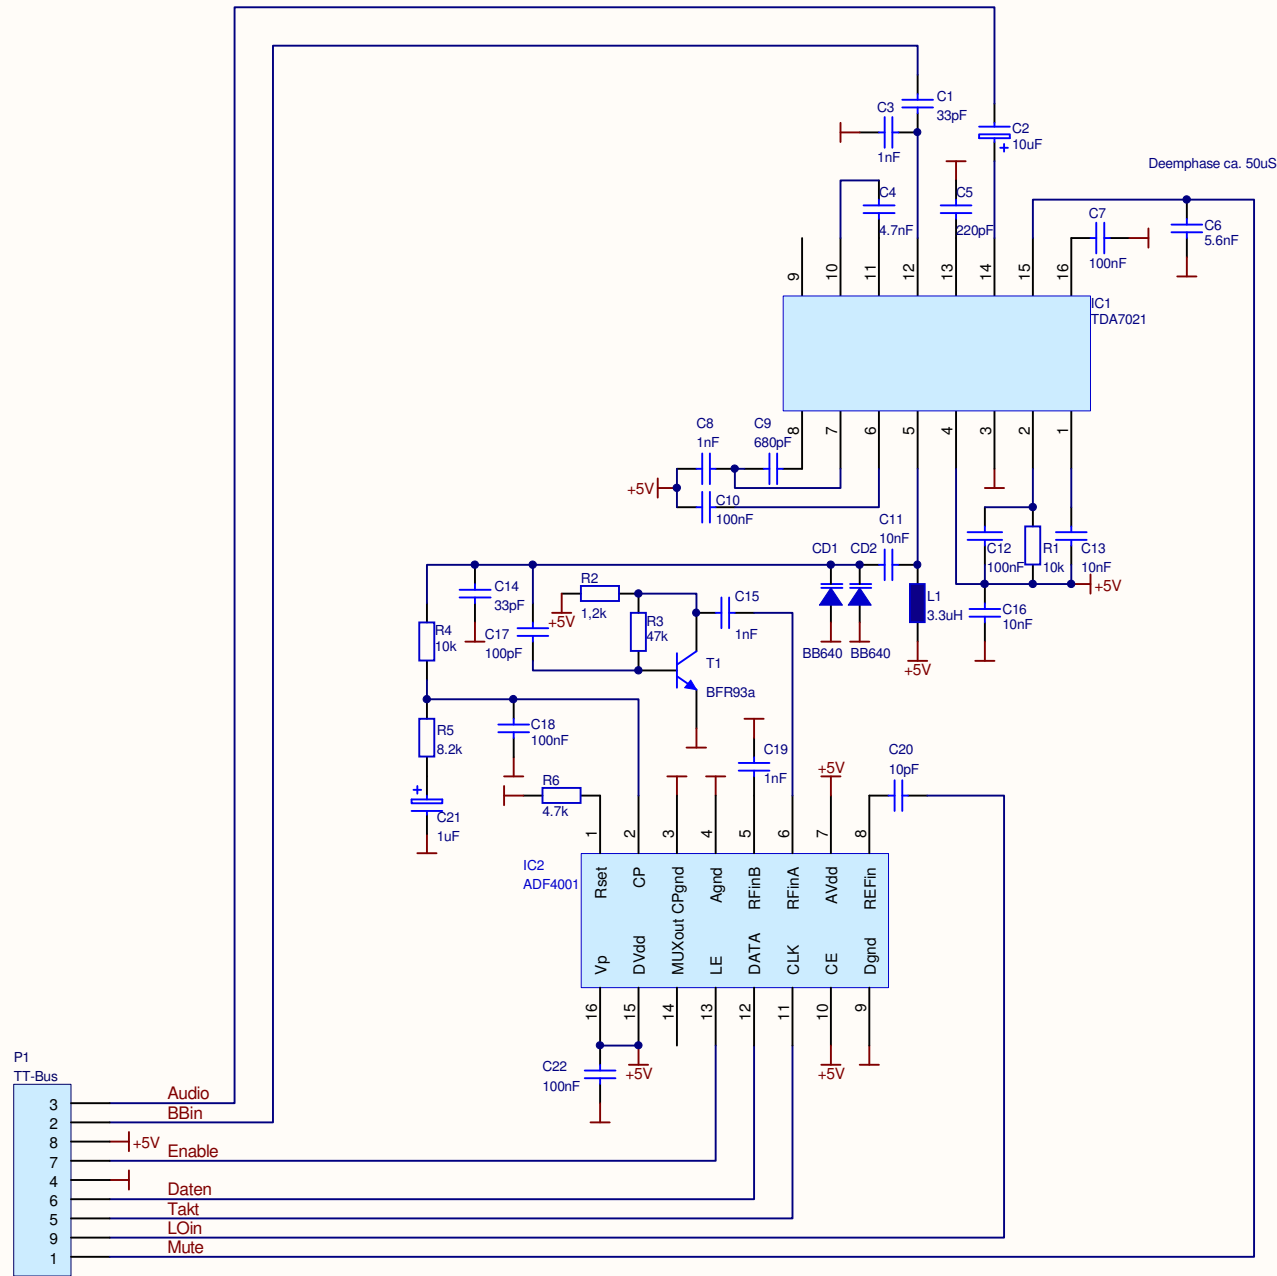 C1
33pF
C3
1nF
C2
10uF
+
Deemphase ca. 50uS
C4
4.7nF
C5
220pF
C7
100nF
C6
5.6nF
9
10
11
12
13
14
15
16
IC1
TDA7021
8
7
6
5
4
3
2
1
C8
1nF
C9
680pF
+5V
C10
100nF
C11
10nF
CD1
CD2
C12
100nF
R1
10k
C13
10nF
+5V
C14
33pF
R2
1,2k
+5V
C15
1nF
L1
3.3uH
C16
10nF
R4
10k
C17
100pF
R3
47k
BB640
BB640
+5V
T1
BFR93a
R5
8.2k
C18
100nF
C19
1nF
C20
10pF
+5V
R6
4.7k
+
C21
1uF
1
2
3
4
5
6
7
8
IC2
ADF4001
Rset
CP
CPgnd
Agnd
RFinB
RFinA
AVdd
REFin
Vp
DVdd
MUXout
LE
DATA
CLK
CE
Dgnd
16
15
14
13
12
11
10
9
C22
100nF
+5V
+5V
P1
TT-Bus
3
Audio
2
BBin
8
+5V
7
Enable
4
6
Daten
5
Takt
9
LOin
1
Mute